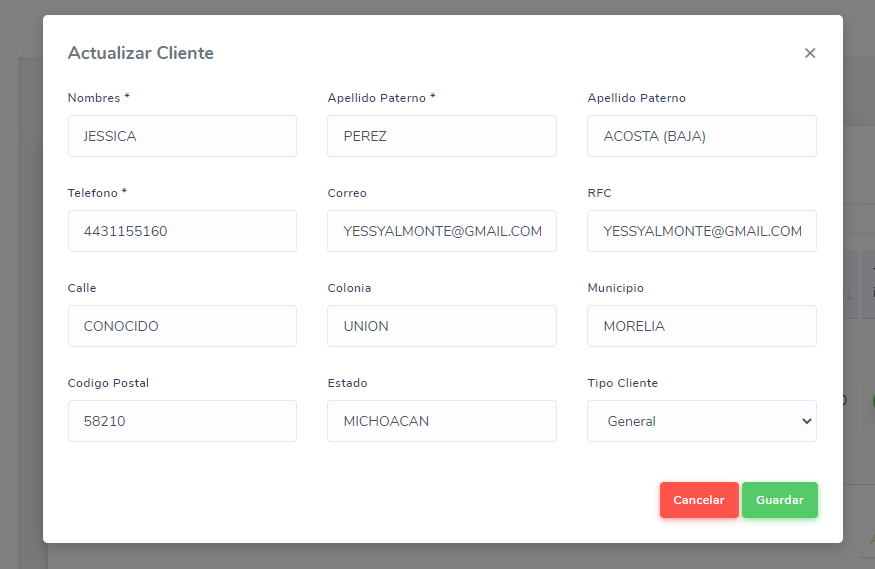 Actualizar Cliente ×
Nombres * Apellido Paterno * Apellido Paterno
JESSICA PEREZ ACOSTA (BAJA)
Telefono * Correo RFC
4431155160 YESSYALMONTE@GMAIL.COM YESSYALMONTE@GMAIL.COM
Calle Colonia Municipio
CONOCIDO UNION MORELIA
Codigo Postal Estado Tipo Cliente
58210 MICHOACAN General
Cancelar Guardar